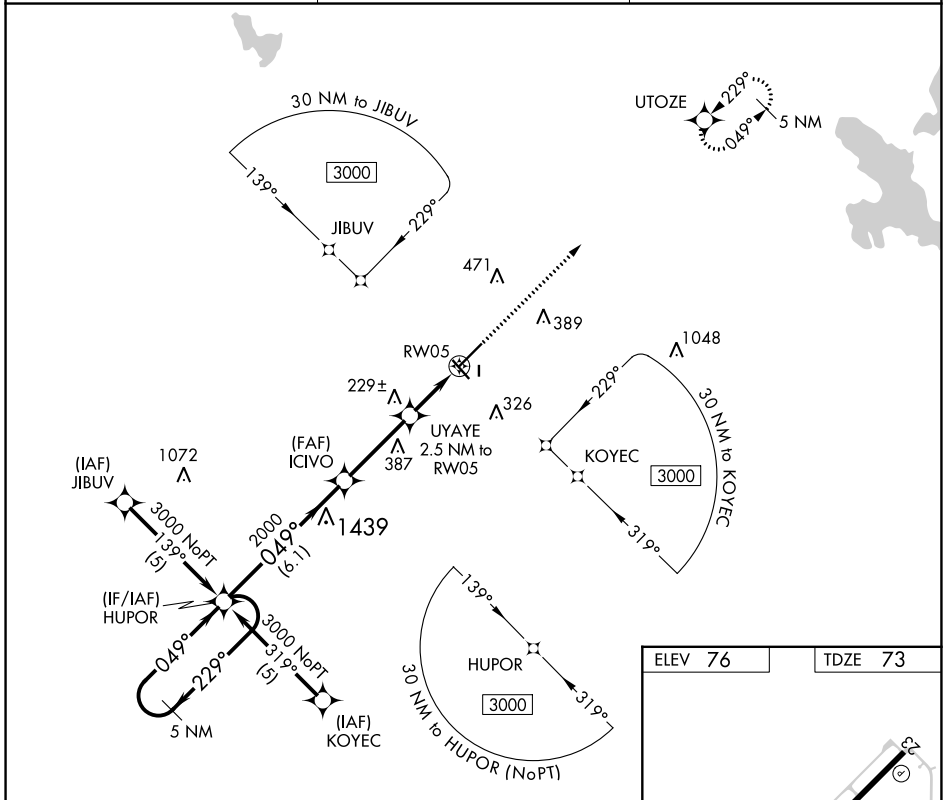 30 NM to JIBUV
3000
139°
229°
JIBUV
UTOZE
229°
049°
5 NM
471
389
RW05
1048
229±
UYAYE
2.5 NM to
RW05
326
229°
30 NM to KOYEC
KOYEC
3000
319°
(FAF)
ICIVO
387
1072
(IAF)
JIBUV
3000 NoPT
139°
(5)
2000
049°
(6.1)
1439
(IF/IAF)
HUPOR
3000 NoPT
319°
(5)
049°
229°
5 NM
(IAF)
KOYEC
139°
HUPOR
3000
319°
30 NM to HUPOR (NoPT)
ELEV 76
TDZE 73
23
P